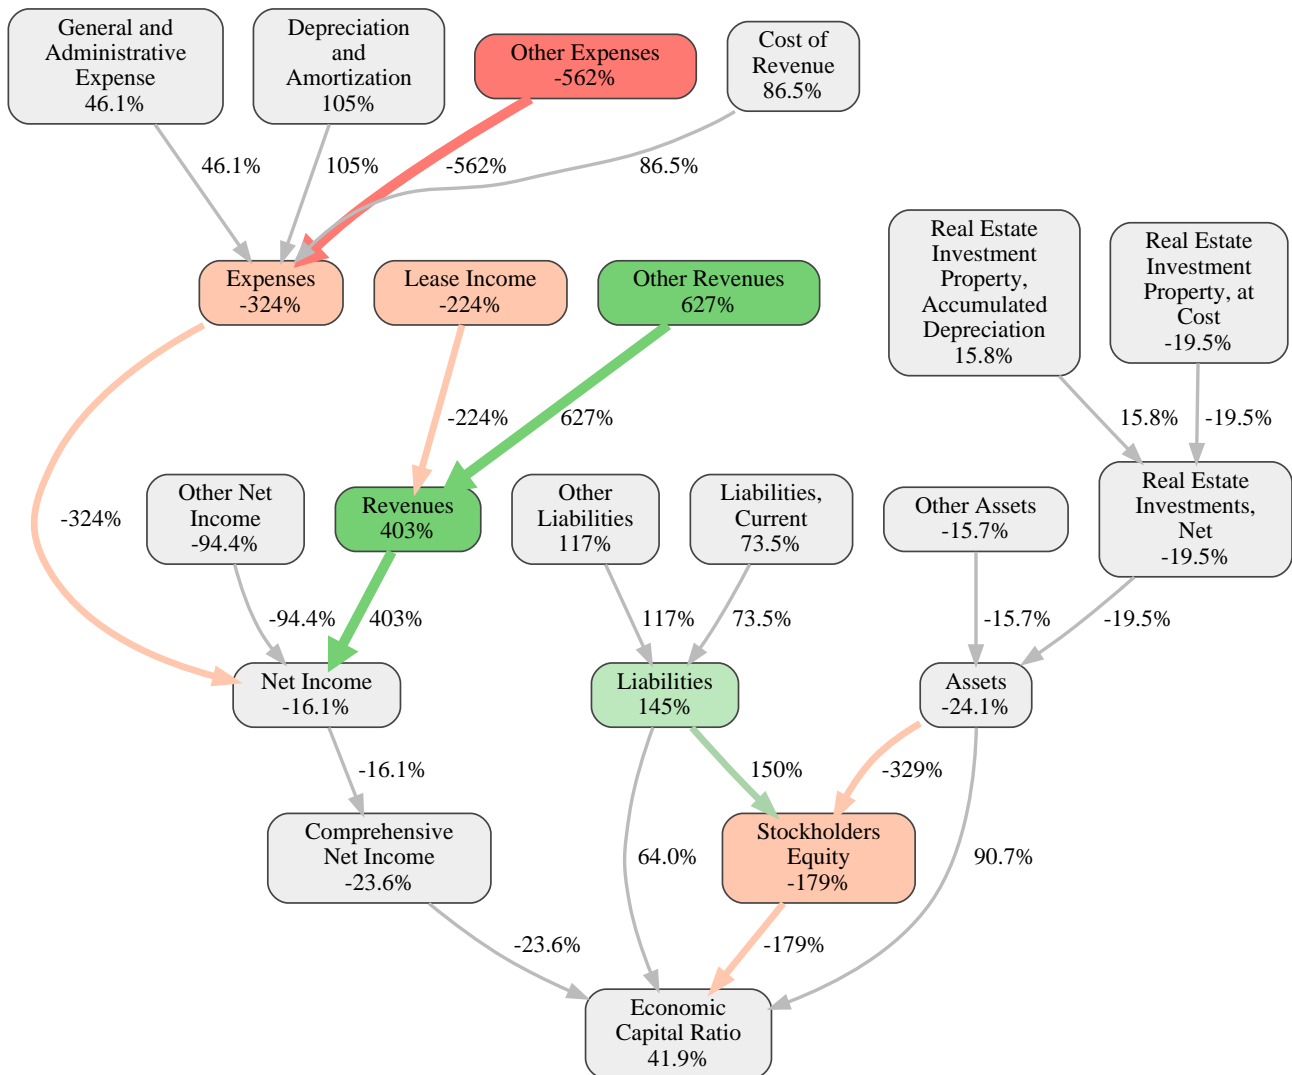 General and
Administrative
Expense
46.1%
Depreciation
and
Amortization
105%
Other Expenses
-562%
Cost of
Revenue
86.5%
46.1%
105%
-562%
86.5%
Expenses
-324%
Lease Income
-224%
Other Revenues
627%
Real Estate
Investment
Property,
Accumulated
Depreciation
15.8%
Real Estate
Investment
Property, at
Cost
-19.5%
-224%
627%
15.8%
-19.5%
-324%
Other Net
Income
-94.4%
Revenues
403%
Other
Liabilities
117%
Liabilities,
Current
73.5%
Other Assets
-15.7%
Real Estate
Investments,
Net
-19.5%
-94.4%
403%
117%
73.5%
-15.7%
-19.5%
Net Income
-16.1%
Liabilities
145%
Assets
-24.1%
-16.1%
150%
-329%
Comprehensive
Net Income
-23.6%
64.0%
Stockholders
Equity
-179%
90.7%
-23.6%
-179%
Economic
Capital Ratio
41.9%